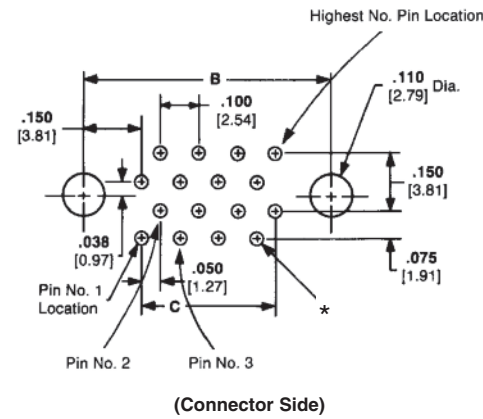 Highest No. Pin Location
B
.110 Dia.
[2.79]
.100
[2.54]
.150
[3.81]
.150
[3.81]
.038
[0.97]
.050
[1.27]
.075
[1.91]
Pin No. 1
Location
C
*
Pin No. 2
Pin No. 3
(Connector Side)